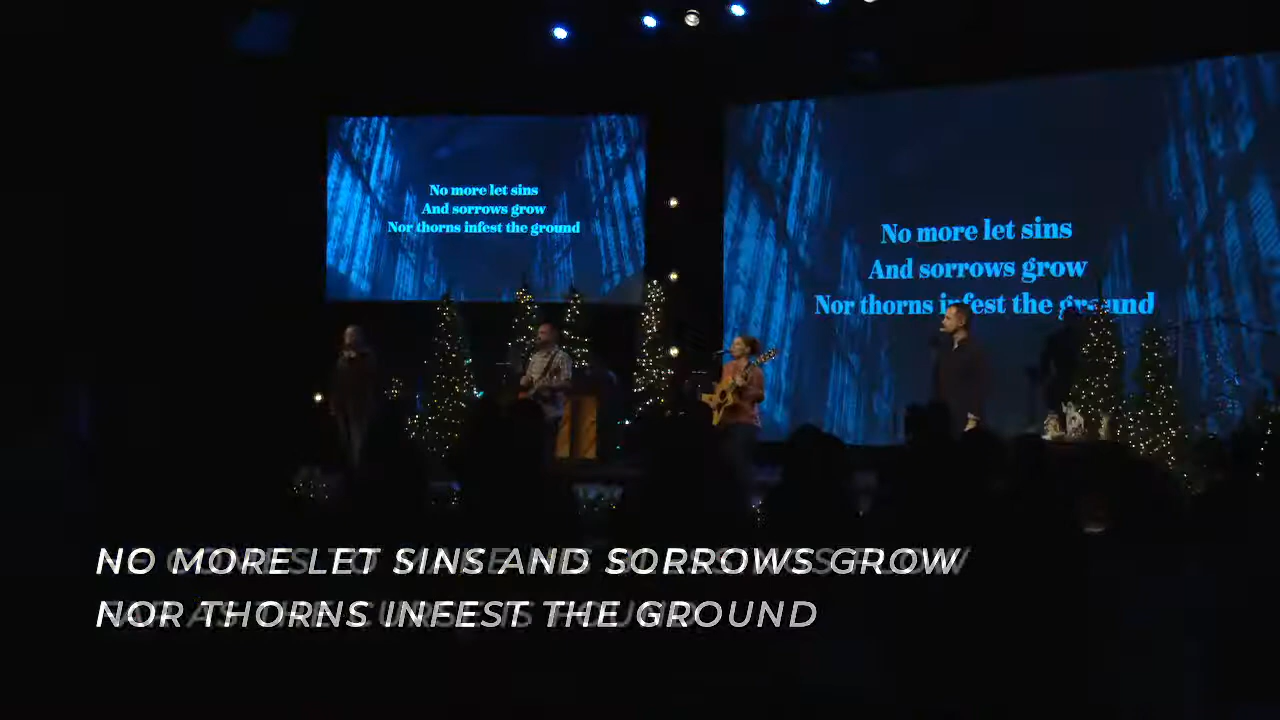 No more let sins
And sorrows grow
Nor thorns infest the ground
No more let sins
And sorrows grow
Nor thorns infest the ground
NO MORE LET SINS AND SORROWS GROW
NOR THORNS INFEST THE GROUND